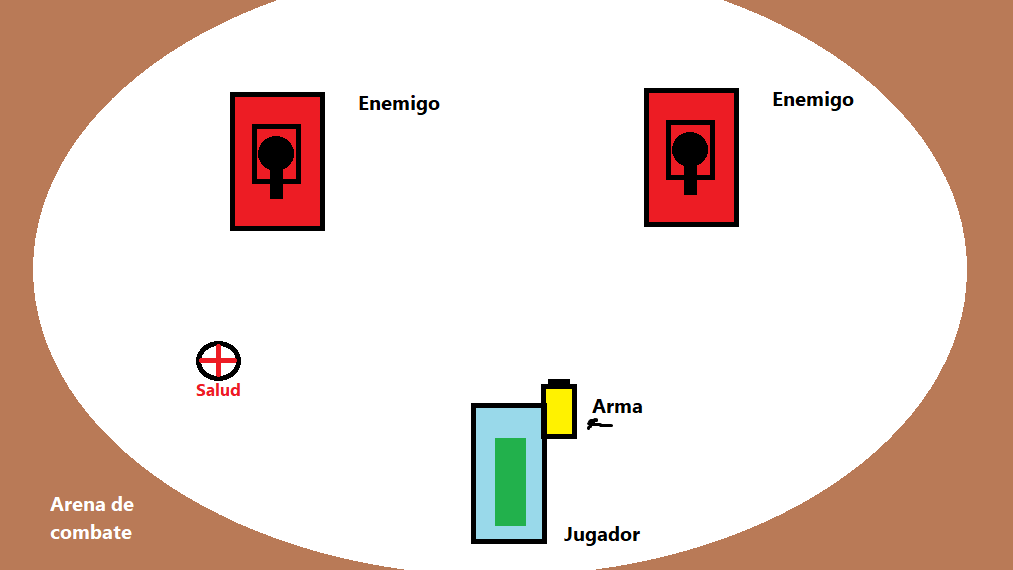 Enemigo
Enemigo
Salud
Arma
Arena de
combate
Jugador